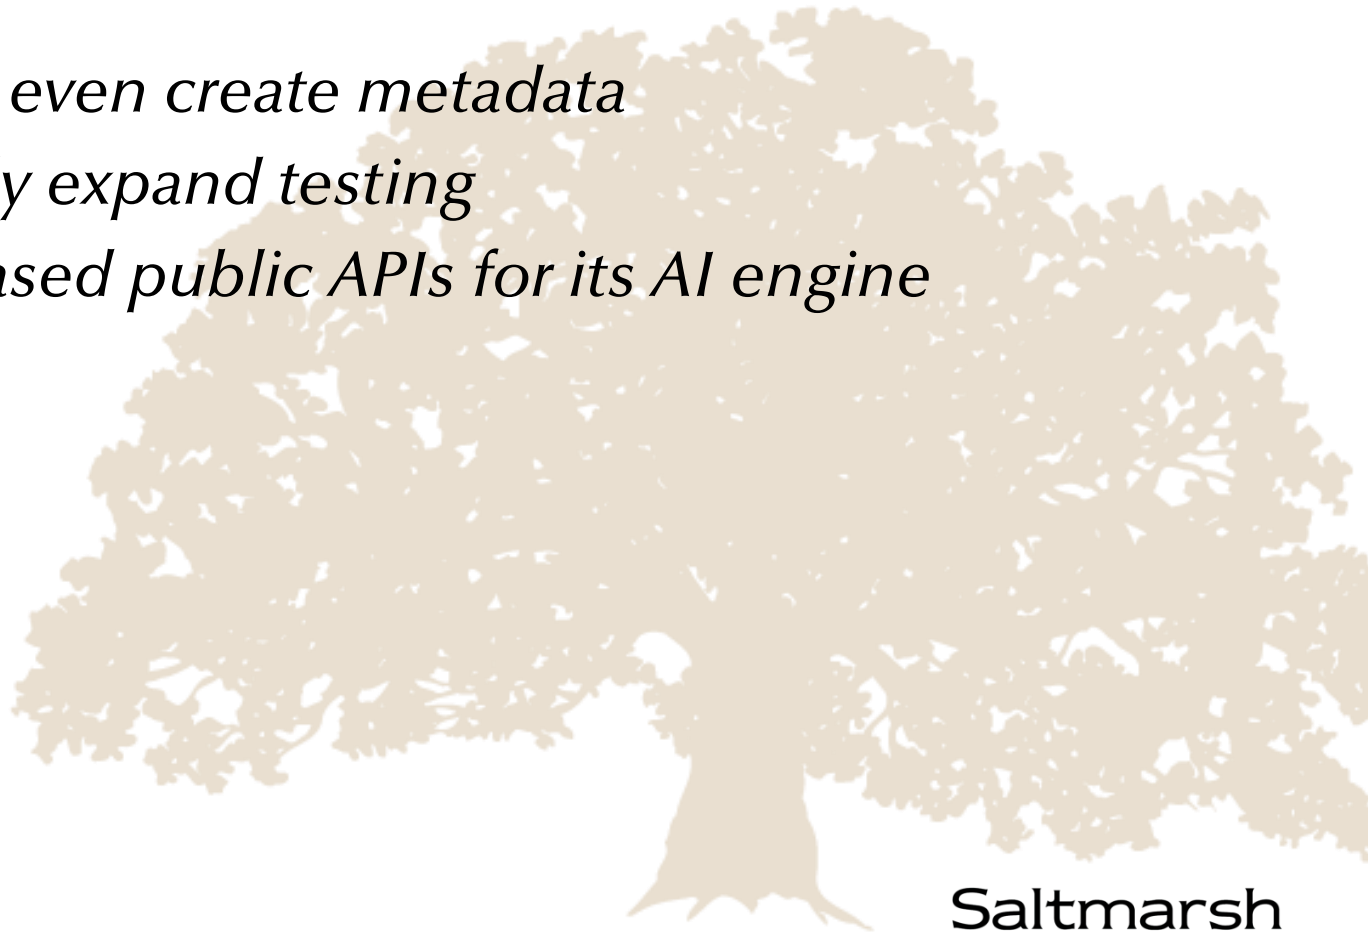 even create metadata
y expand testing
ased public APIs for its AI engine
Saltmarsh